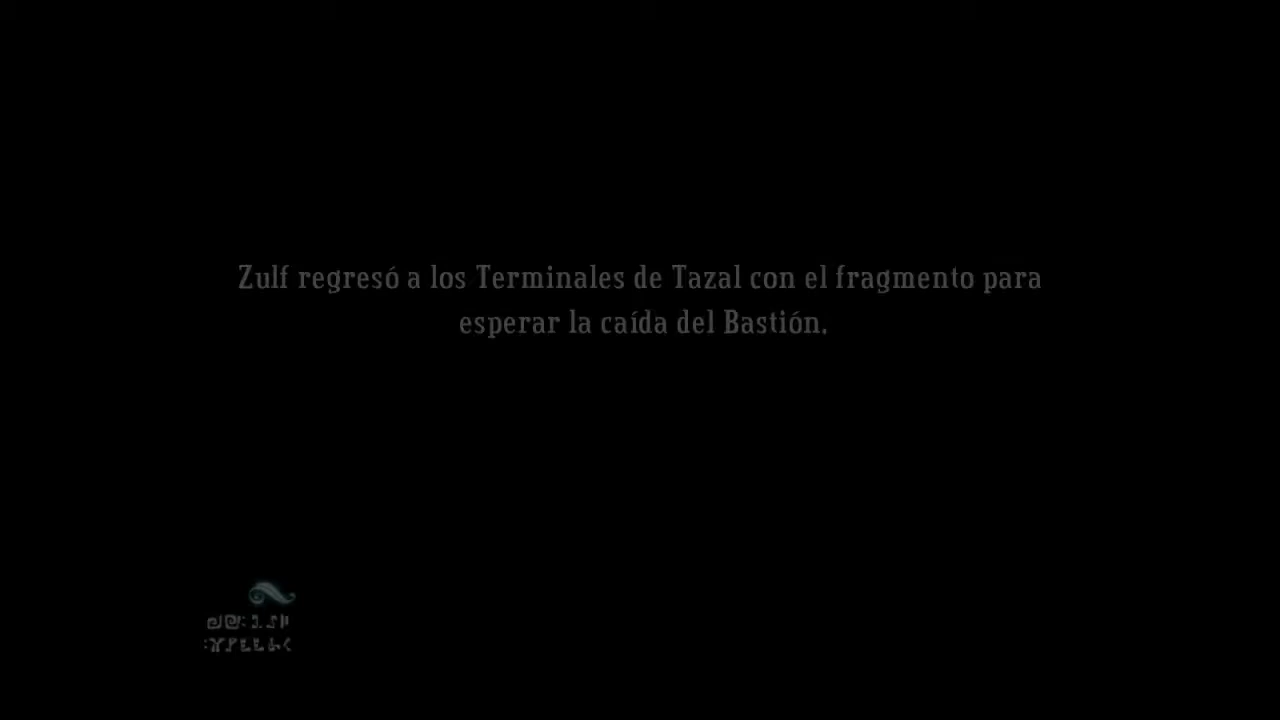 Zulf regresó a los Terminales de Tazal con el fragmento para
esperar la caída del Bastión.